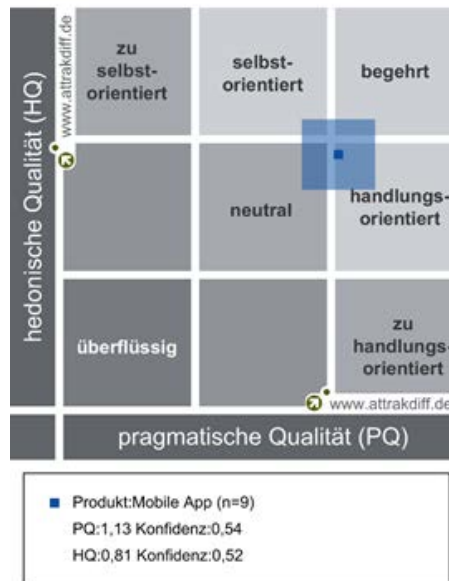 hedonische Qualität (HQ)
www.attrakdiff.de
zu
selbst-
orientiert
selbst-
orientiert
begehrt
neutral
handlungs-
orientiert
überflüssig
zu
handlungs-
orientiert
www.attrakdiff.de
pragmatische Qualität (PQ)
Produkt:Mobile App (n=9)
PQ:1,13 Konfidenz:0,54
HQ:0,81 Konfidenz:0,52